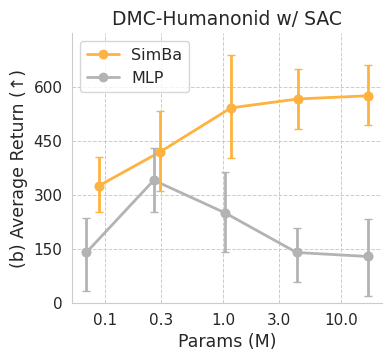 DMC-Humanonid w/ SAC
SimBa
MLP
(b) Average Return (↑)
600
450
300
150
0
0.1 0.3 1.0 3.0 10.0
Params (M)